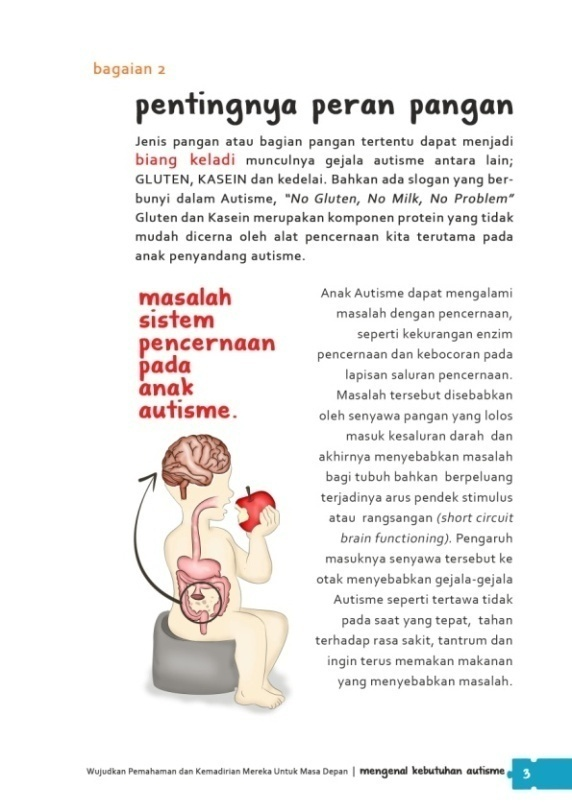 bagaian 2
pentingnya peran pangan
Jenis pangan atau bagian pangan tertentu dapat menjadi
biang keladi munculnya gejala autisme antara lain;
GLUTEN, KASEIN dan kedelai. Bahkan ada slogan yang ber-
bunyi dalam Autisme, “No Gluten, No Milk, No Problem”
Gluten dan Kasein merupakan komponen protein yang tidak
mudah dicerna oleh alat pencernaan kita terutama pada
anak penyandang autisme.
masalah
sistem
pencernaan
pada
anak
autisme.
Anak Autisme dapat mengalami
masalah dengan pencernaan,
seperti kekurangan enzim
pencernaan dan kebocoran pada
lapisan saluran pencernaan.
Masalah tersebut disebabkan
oleh senyawa pangan yang lolos
masuk kesaluran darah dan
akhirnya menyebabkan masalah
bagi tubuh bahkan berpeluang
terjadinya arus pendek stimulus
atau rangsangan (short circuit
brain functioning). Pengaruh
masuknya senyawa tersebut ke
otak menyebabkan gejala-gejala
Autisme seperti tertawa tidak
pada saat yang tepat, tahan
terhadap rasa sakit, tantrum dan
ingin terus memakan makanan
yang menyebabkan masalah.
Wujudkan Pemahaman dan Kemadirian Mereka Untuk Masa Depan | mengenal kebutuhan autisme 3